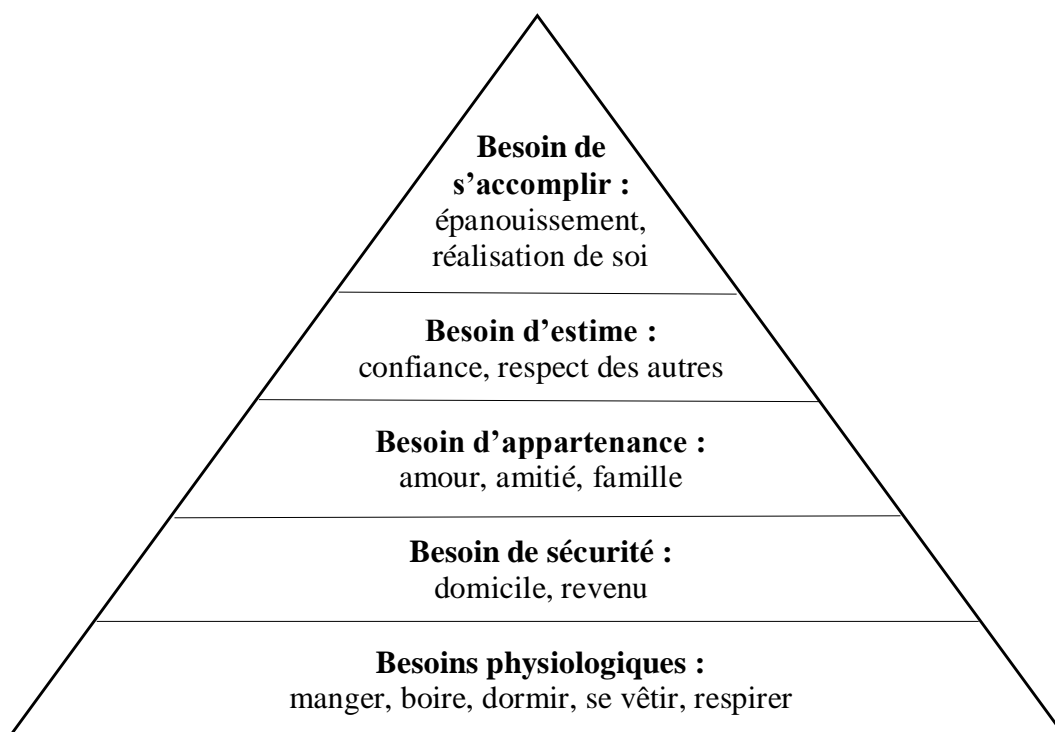 Besoin de
s’accomplir :
épanouissement,
réalisation de soi
Besoin d’estime :
confiance, respect des autres
Besoin d’appartenance :
amour, amitié, famille
Besoin de sécurité :
domicile, revenu
Besoins physiologiques :
manger, boire, dormir, se vêtir, respirer